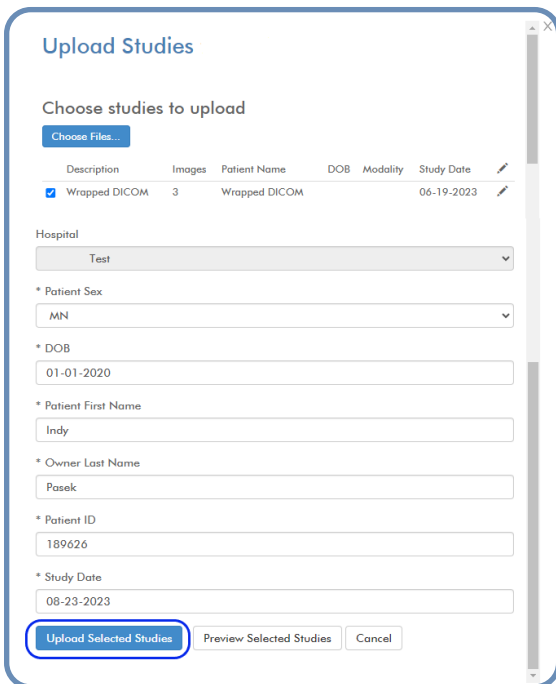 X
Upload Studies
Choose studies to upload
Choose Files...
Description Images Patient Name DOB Modality Study Date
Wrapped DICOM 3 Wrapped DICOM 06-19-2023
Hospital
Test
* Patient Sex
MN
* DOB
01-01-2020
* Patient First Name
Indy
* Owner Last Name
Pasek
* Patient ID
189626
* Study Date
08-23-2023
Upload Selected Studies Preview Selected Studies Cancel